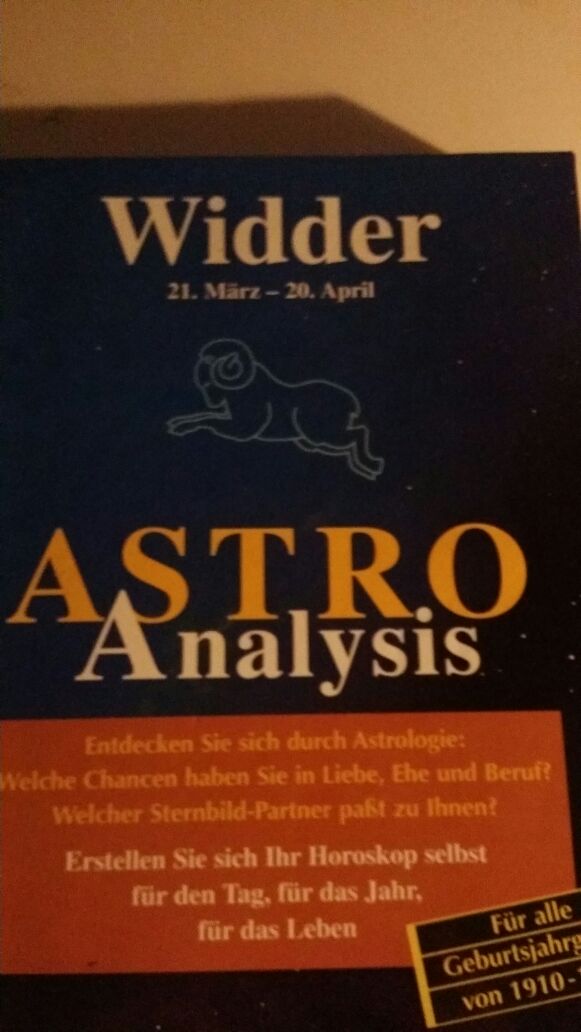 Widder
21. März – 20. April
ASTRO
Analysis
Entdecken Sie sich durch Astrologie:
Welche Chancen haben Sie in Liebe, Ehe und Beruf?
Welcher Sternbild-Partner paßt zu Ihnen?
Erstellen Sie sich Ihr Horoskop selbst
für den Tag, für das Jahr,
für das Leben
Für alle
von 1910-